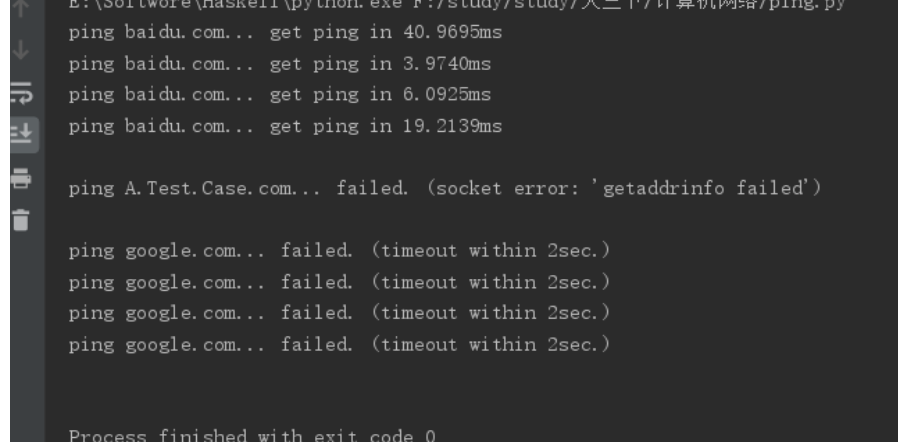 E:\Softwore\Haskell\python.exe F:/study/study/大三下/计算机网络/ping.py
ping baidu.com... get ping in 40.9695ms
ping baidu.com... get ping in 3.9740ms
ping baidu.com... get ping in 6.0925ms
ping baidu.com... get ping in 19.2139ms
ping A.Test.Case.com... failed. (socket error: 'getaddrinfo failed')
ping google.com... failed. (timeout within 2sec.)
ping google.com... failed. (timeout within 2sec.)
ping google.com... failed. (timeout within 2sec.)
ping google.com... failed. (timeout within 2sec.)
Process finished with exit code 0